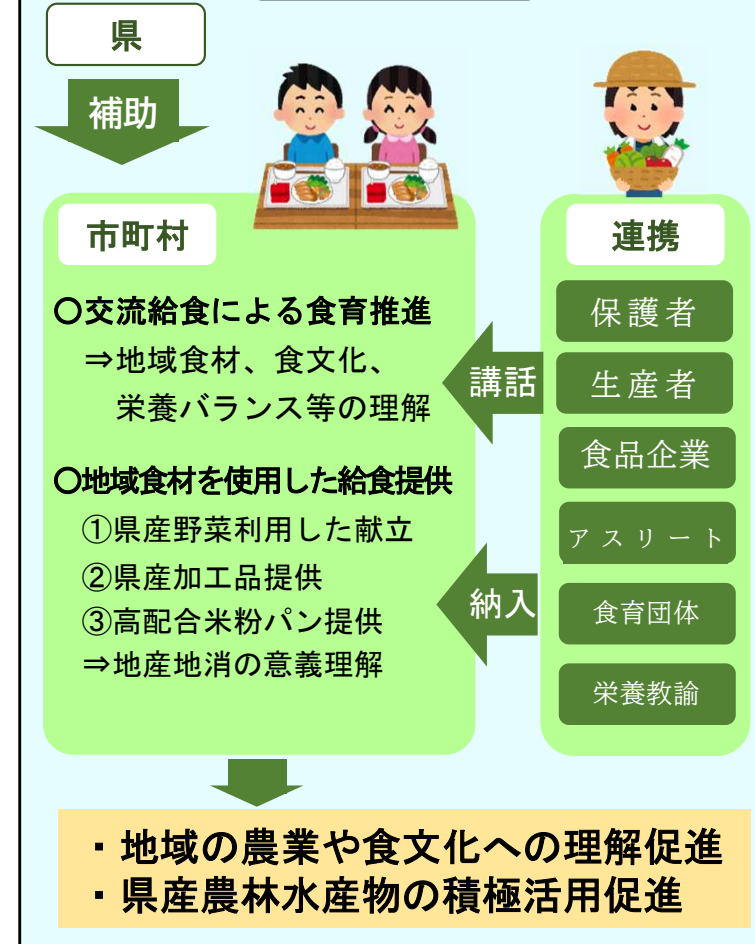 県
補助
市町村
〇交流給食による食育推進
⇒地域食材、食文化、
栄養バランス等の理解
〇地域食材を使用した給食提供
①県産野菜利用した献立
②県産加工品提供
③高配合米粉パン提供
⇒地産地消の意義理解
講話
納入
連携
保護者
生産者
食品企業
アスリート
食育団体
栄養教諭
・地域の農業や食文化への理解促進
・県産農林水産物の積極活用促進